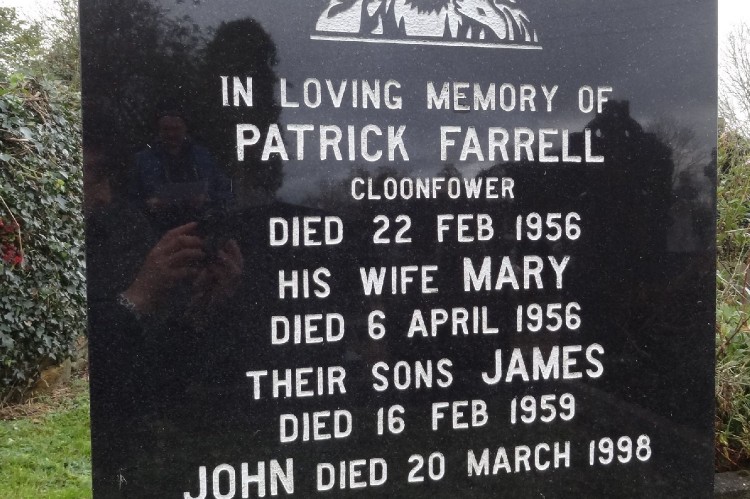 IN LOVING MEMORY OF
PATRICK FARRELL
CLOONFOWER
DIED 22 FEB 1956
HIS WIFE MARY
DIED 6 APRIL 1956
THEIR SONS JAMES
DIED 16 FEB 1959
JOHN DIED 20 MARCH 1998